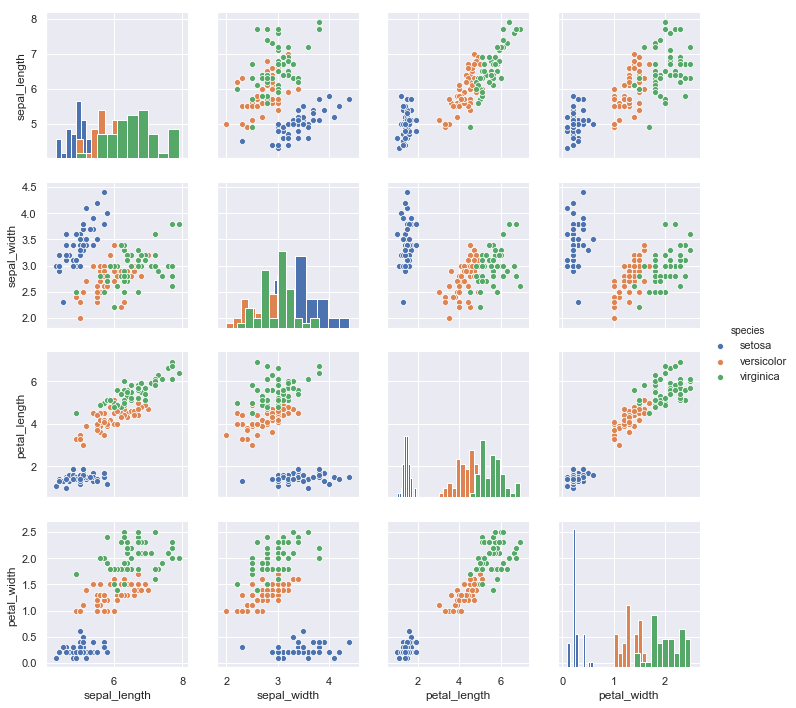 8
7
6
5
sepal_length
4.5
4.0
3.5
3.0
2.5
2.0
sepal_width
6
4
2
petal_length
2.5
2.0
1.5
1.0
0.5
0.0
petal_width
6 8
sepal_length
2 3 4
sepal_width
2 4 6
petal_length
0 1 2
petal_width
species
setosa
versicolor
virginica